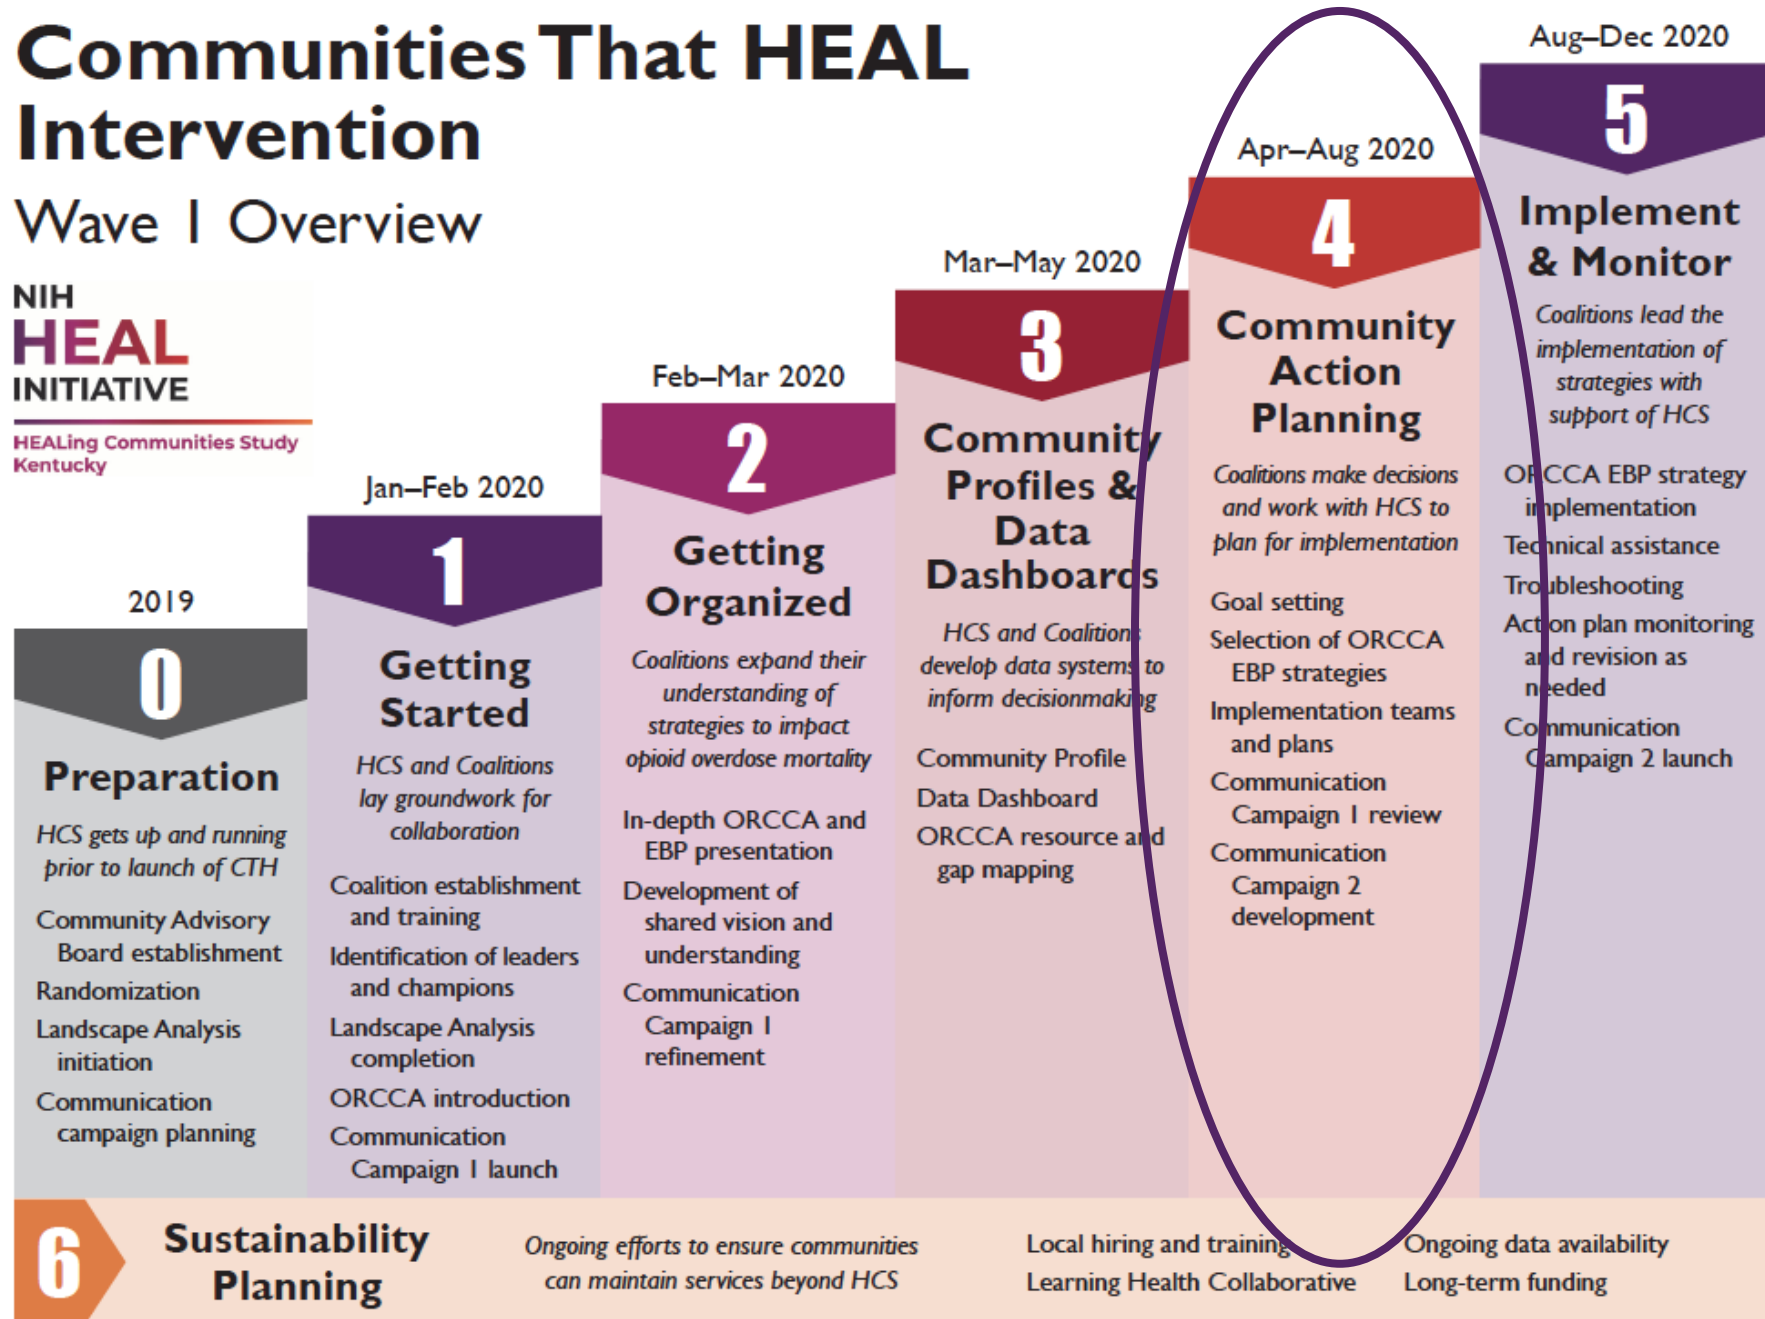 Communities That HEAL
Intervention
Wave 1 Overview
NIH
HEAL
INITIATIVE
HEALing Communities Study
Kentucky
2019
0
Preparation
HCS gets up and running
prior to launch of CTH
Community Advisory
Board establishment
Randomization
Landscape Analysis
initiation
Communication
campaign planning
Jan–Feb 2020
1
Getting
Started
HCS and Coalitions
lay groundwork for
collaboration
Coalition establishment
and training
Identification of leaders
and champions
Landscape Analysis
completion
ORCCA introduction
Communication
Campaign 1 launch
Feb–Mar 2020
2
Getting
Organized
Coalitions expand their
understanding of
strategies to impact
opioid overdose mortality
In-depth ORCCA and
EBP presentation
Development of
shared vision and
understanding
Communication
Campaign 1
refinement
Mar–May 2020
3
Community
Profiles &
Data
Dashboards
HCS and Coalitions
develop data systems to
inform decisionmaking
Community Profile
Data Dashboard
ORCCA resource and
gap mapping
Apr–Aug 2020
4
Community
Action
Planning
Coalitions make decisions
and work with HCS to
plan for implementation
Goal setting
Selection of ORCCA
EBP strategies
Implementation teams
and plans
Communication
Campaign 1 review
Communication
Campaign 2
development
Aug–Dec 2020
5
Implement
& Monitor
Coalitions lead the
implementation of
strategies with
support of HCS
ORCCA EBP strategy
implementation
Technical assistance
Troubleshooting
Action plan monitoring
and revision as
needed
Communication
Campaign 2 launch
6
Sustainability
Planning
Ongoing efforts to ensure communities
can maintain services beyond HCS
Local hiring and training
Learning Health Collaborative
Ongoing data availability
Long-term funding